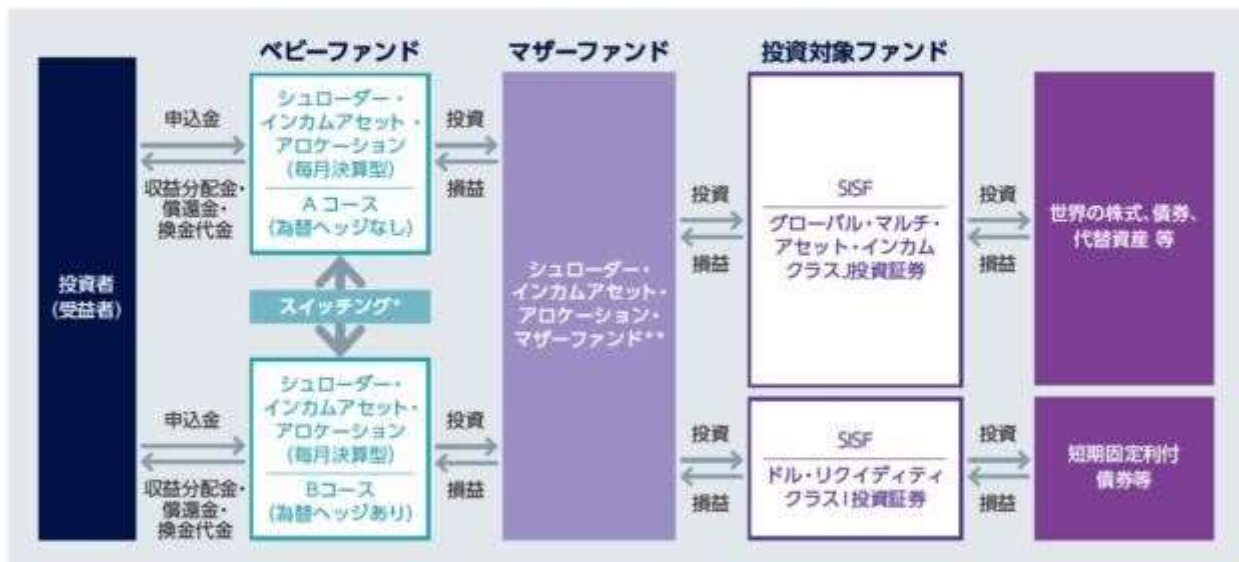 ベビーファンド
マザーファンド
投資対象ファンド
投資者
(受益者)
申込金
収益分配金・
償還金・
換金代金
シュローダー・
インカムアセット・
アロケーション
(毎月決算型)
Aコース
(為替ヘッジなし)
投資
損益
スイッチング*
申込金
収益分配金・
償還金・
換金代金
シュローダー・
インカムアセット・
アロケーション
(毎月決算型)
Bコース
(為替ヘッジあり)
投資
損益
シュローダー・
インカムアセット・
アロケーション・
マザーファンド**
投資
損益
SISF
グローバル・マルチ・
アセット・インカム
クラスJ投資証券
投資
損益
世界の株式、債券、
代替資産 等
投資
損益
SISF
ドル・リクイディティ
クラスI投資証券
投資
損益
短期固定利付
債券等